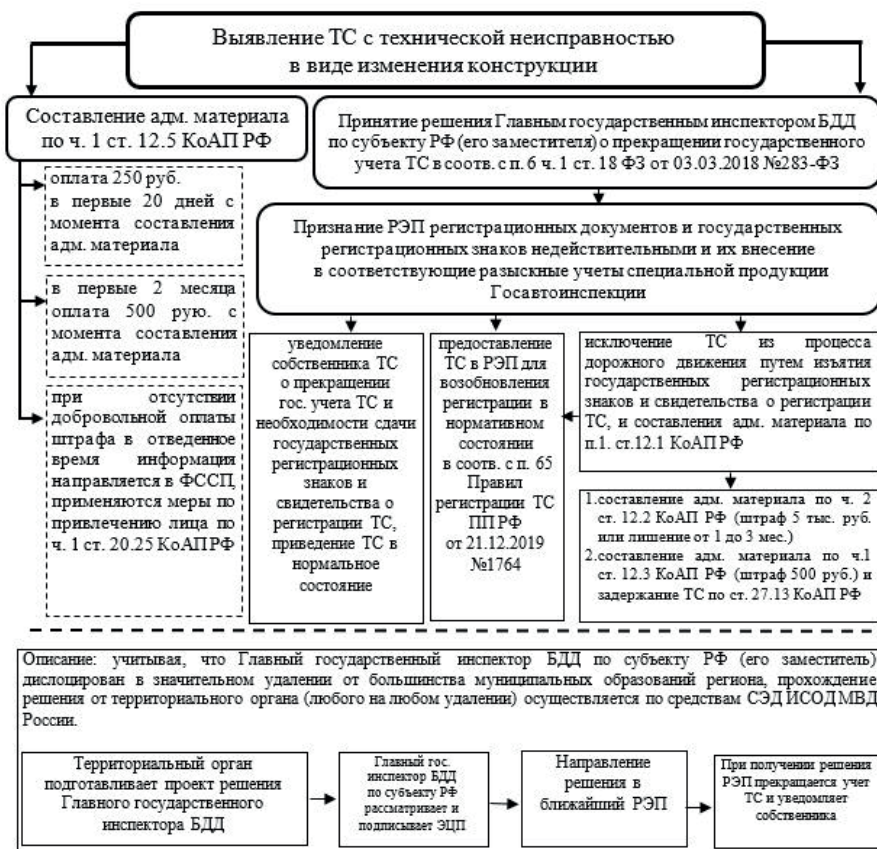 Выявление ТС с технической неисправностью
в виде изменения конструкции
Составление адм. материала
по ч. 1 ст. 12.5 КоАП РФ
оплата 250 руб.
в первые 20 дней с
момента составления
адм. материала
в первые 2 месяца
оплата 500 рую. с
момента составления
адм. материала
при отсутствии
добровольной оплаты
штрафа в отведенное
время информация
направляется в ФССП,
применяются меры по
привлечению лица по
ч. 1 ст. 20.25 КоАП РФ
Принятие решения Главным государственным инспектором БДД
по субъекту РФ (его заместителя) о прекращении государственного
учета ТС в соотв. с п. 6 ч. 1 ст. 18 ФЗ от 03.03.2018 №283-ФЗ
Признание РЭП регистрационных документов и государственных
регистрационных знаков недействительными и их внесение
в соответствующие разыскные учеты специальной продукции
Госавтоинспекции
уведомление
собственника ТС
о прекращении
гос. учета ТС и
необходимости сдачи
государственных
регистрационных
знаков и
свидетельства о
регистрации ТС,
приведение ТС в
нормальное
состояние
предоставление
ТС в РЭП для
возобновления
регистрации в
нормативном
состоянии
в соотв. с п. 65
Правил
регистрации ТС
ПП РФ
от 21.12.2019
№1764
исключение ТС из процесса
дорожного движения путем изъятия
государственных регистрационных
знаков и свидетельства о регистрации
ТС, и составления адм. материала по
п.1. ст.12.1 КоАП РФ
1.составление адм. материала по ч. 2
ст. 12.2 КоАП РФ (штраф 5 тыс. руб.
или лишение от 1 до 3 мес.)
2.составление адм. материала по ч.1
ст. 12.3 КоАП РФ (штраф 500 руб.) и
задержание ТС по ст. 27.13 КоАП РФ
Описание: учитывая, что Главный государственный инспектор БДД по субъекту РФ (его заместитель)
дислоцирован в значительном удалении от большинства муниципальных образований региона, прохождение
решения от территориального органа (любого на любом удалении) осуществляется по средствам СЭД ИСОД МВД
России.
Территориальный орган
подготавливает проект решения
Главного государственного
инспектора БДД
Главный гос.
инспектор БДД
по субъекту РФ
рассматривает и
подписывает ЭЦП
Направление
решения в
ближайший РЭП
При получении решения
РЭП прекращается учет
ТС и уведомляет
собственника